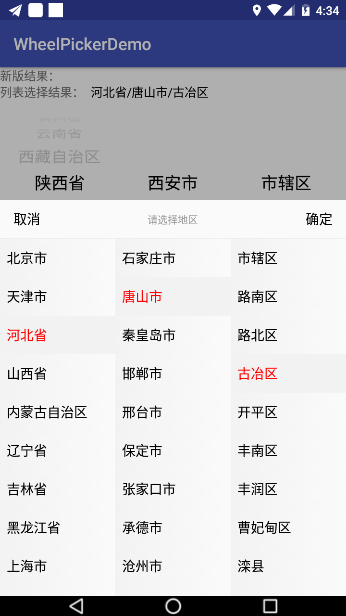 4:34
WheelPickerDemo
新版结果：
列表选择结果： 河北省/唐山市/古冶区
云南省
西藏自治区
陕西省 西安市 市辖区
取消 请选择地区 确定
北京市 石家庄市 市辖区
天津市 唐山市 路南区
河北省 秦皇岛市 路北区
山西省 邯郸市 古冶区
内蒙古自治区 邢台市 开平区
辽宁省 保定市 丰南区
吉林省 张家口市 丰润区
黑龙江省 承德市 曹妃甸区
上海市 沧州市 滦县